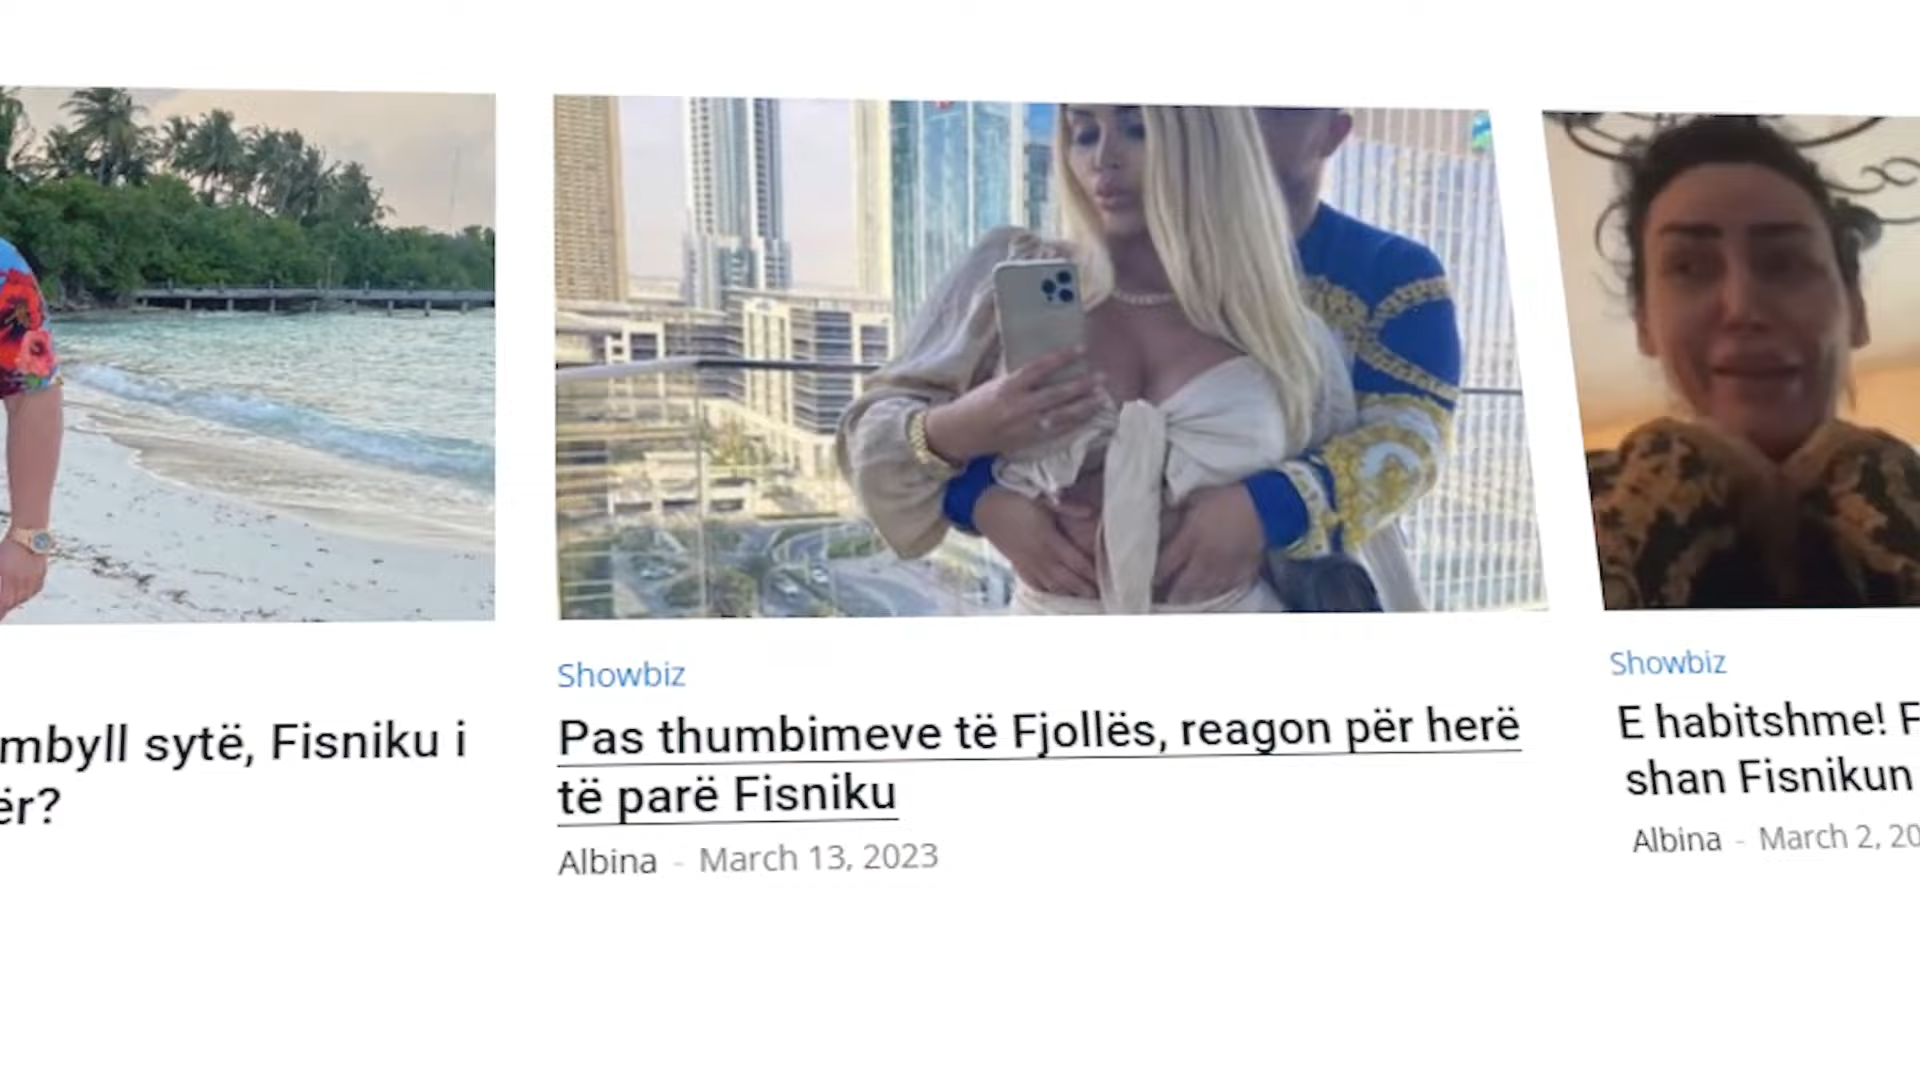 mbyll sytë, Fisniku i
ër?
Showbiz
Pas thumbimeve të Fjollës, reagon për herë
të parë Fisniku
Albina - March 13, 2023
Showbiz
E habitshme! F
shan Fisnikun
Albina - March 2, 20